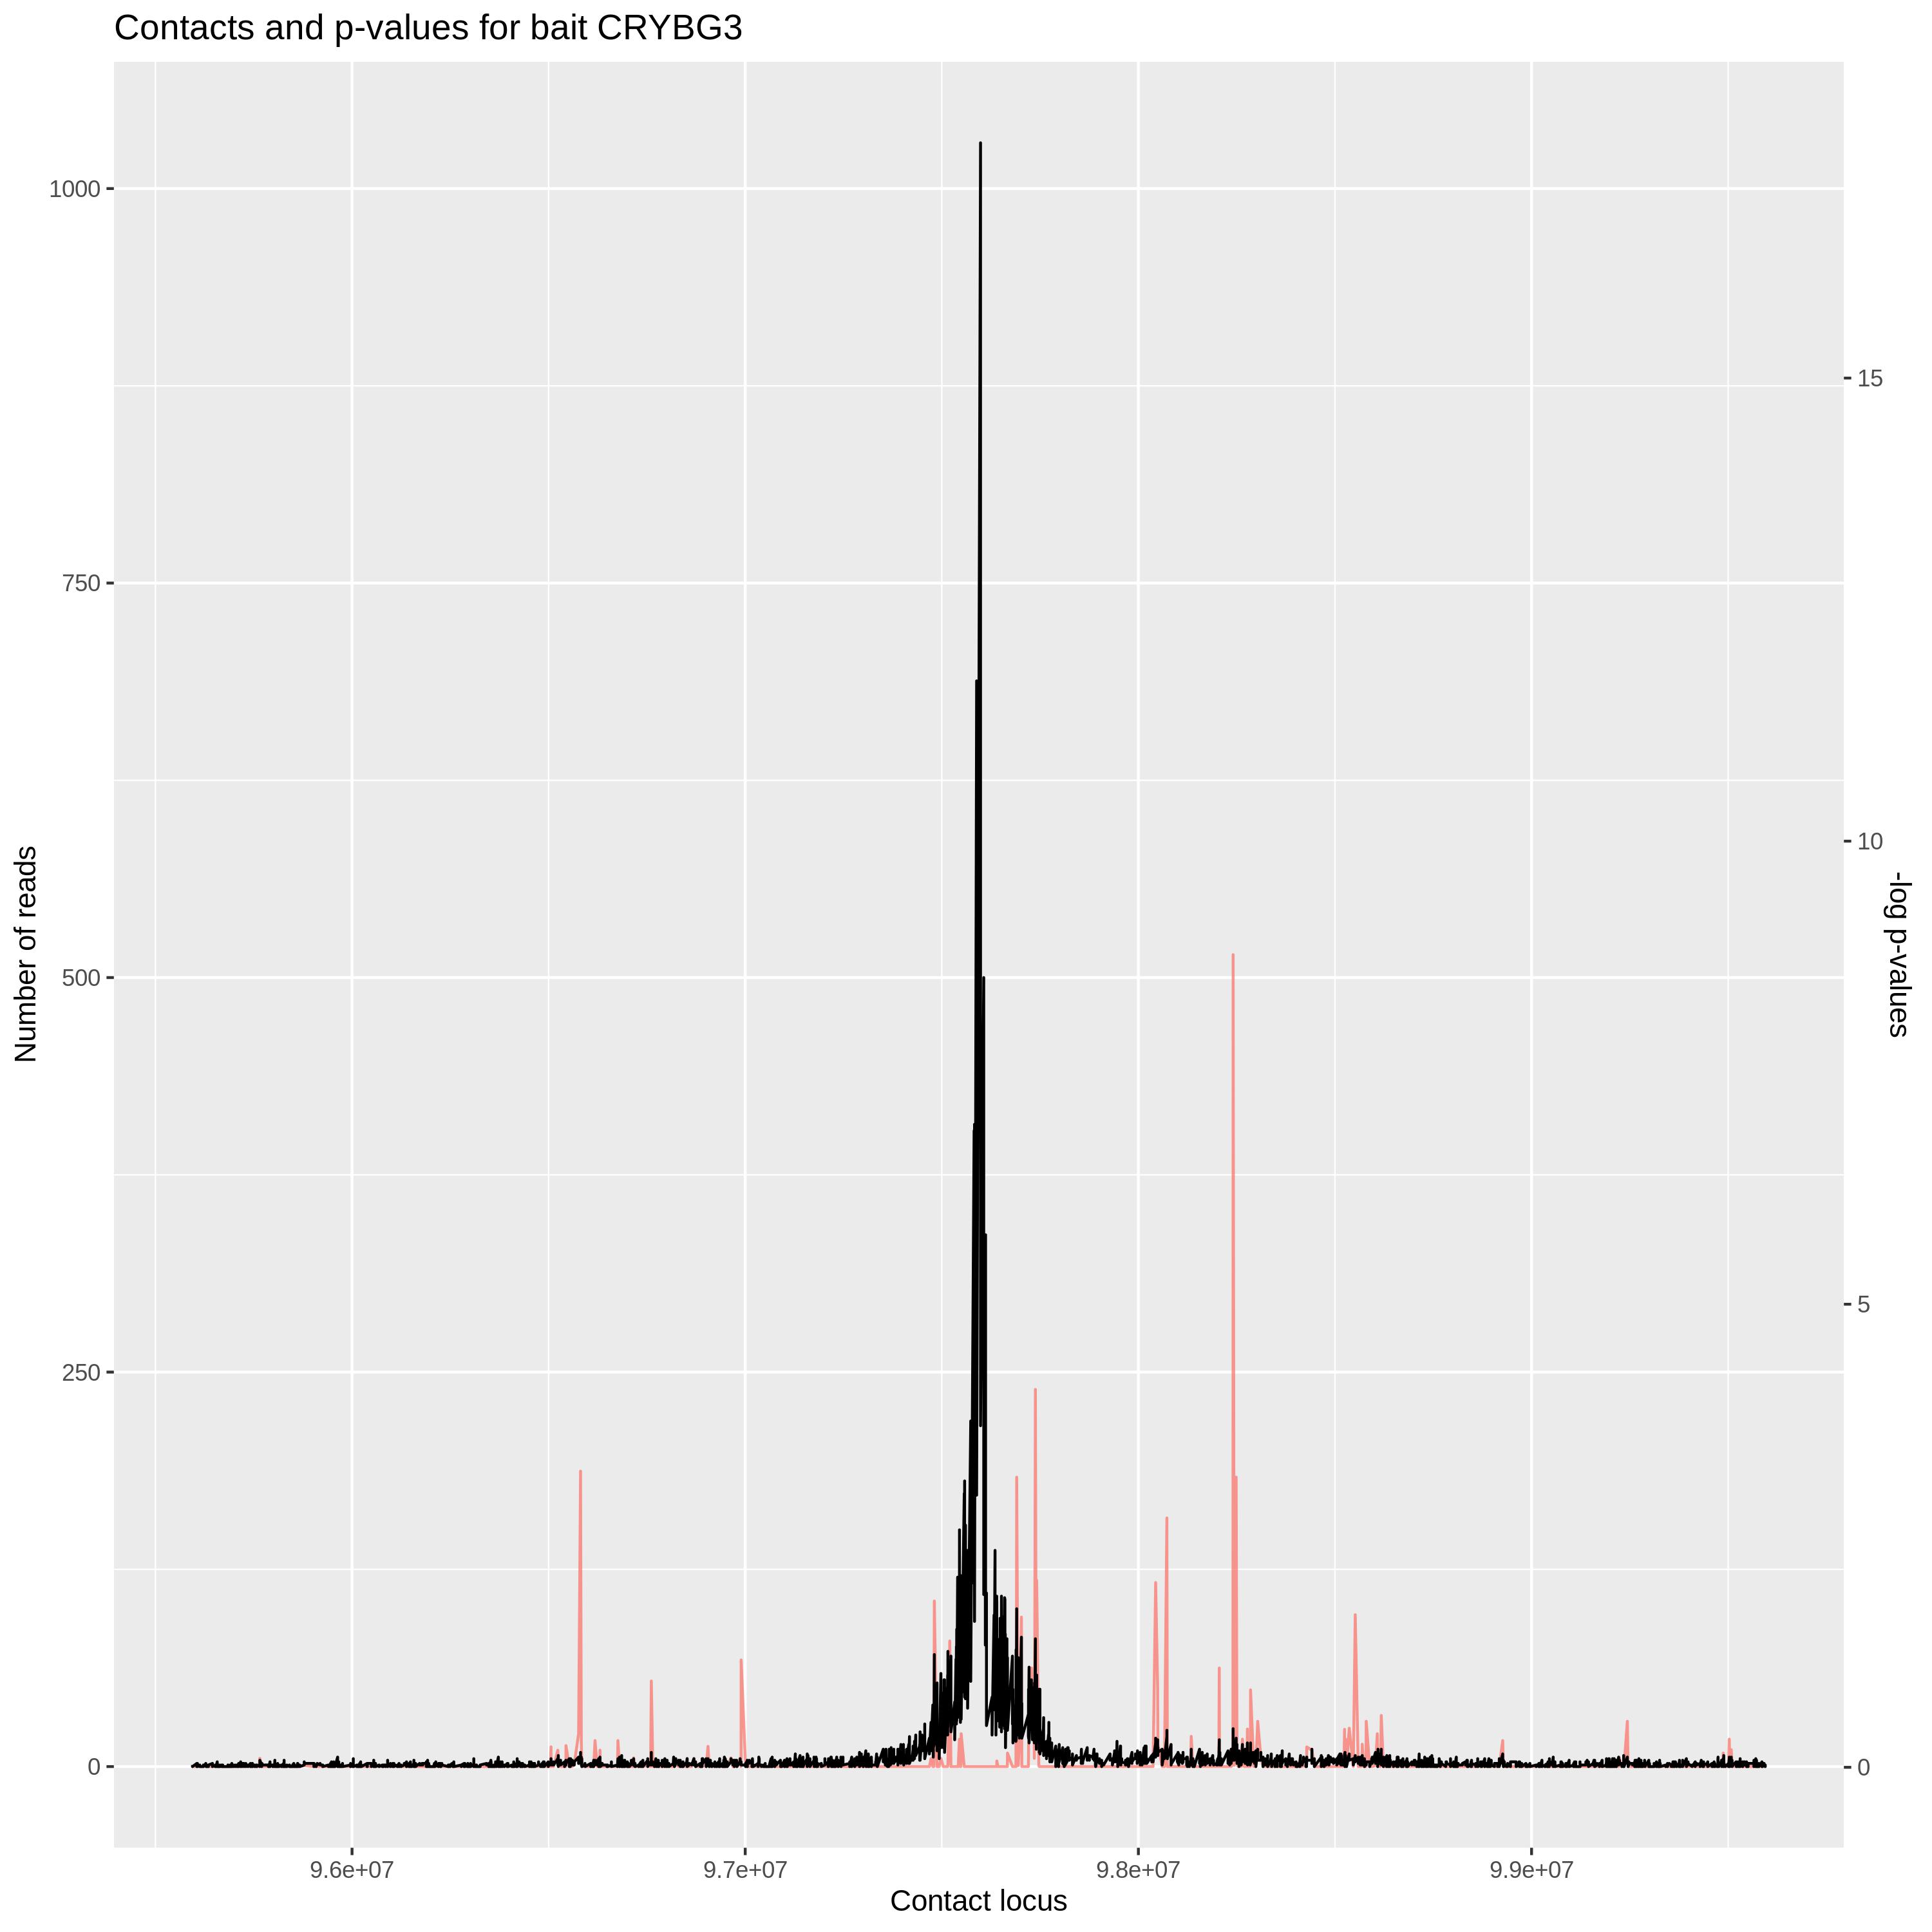 Contacts and p-values for bait CRYBG3
1000
750
500
250
0
Number of reads
15
10
5
0
-log p-values
9.6e+07
9.7e+07
9.8e+07
9.9e+07
Contact locus